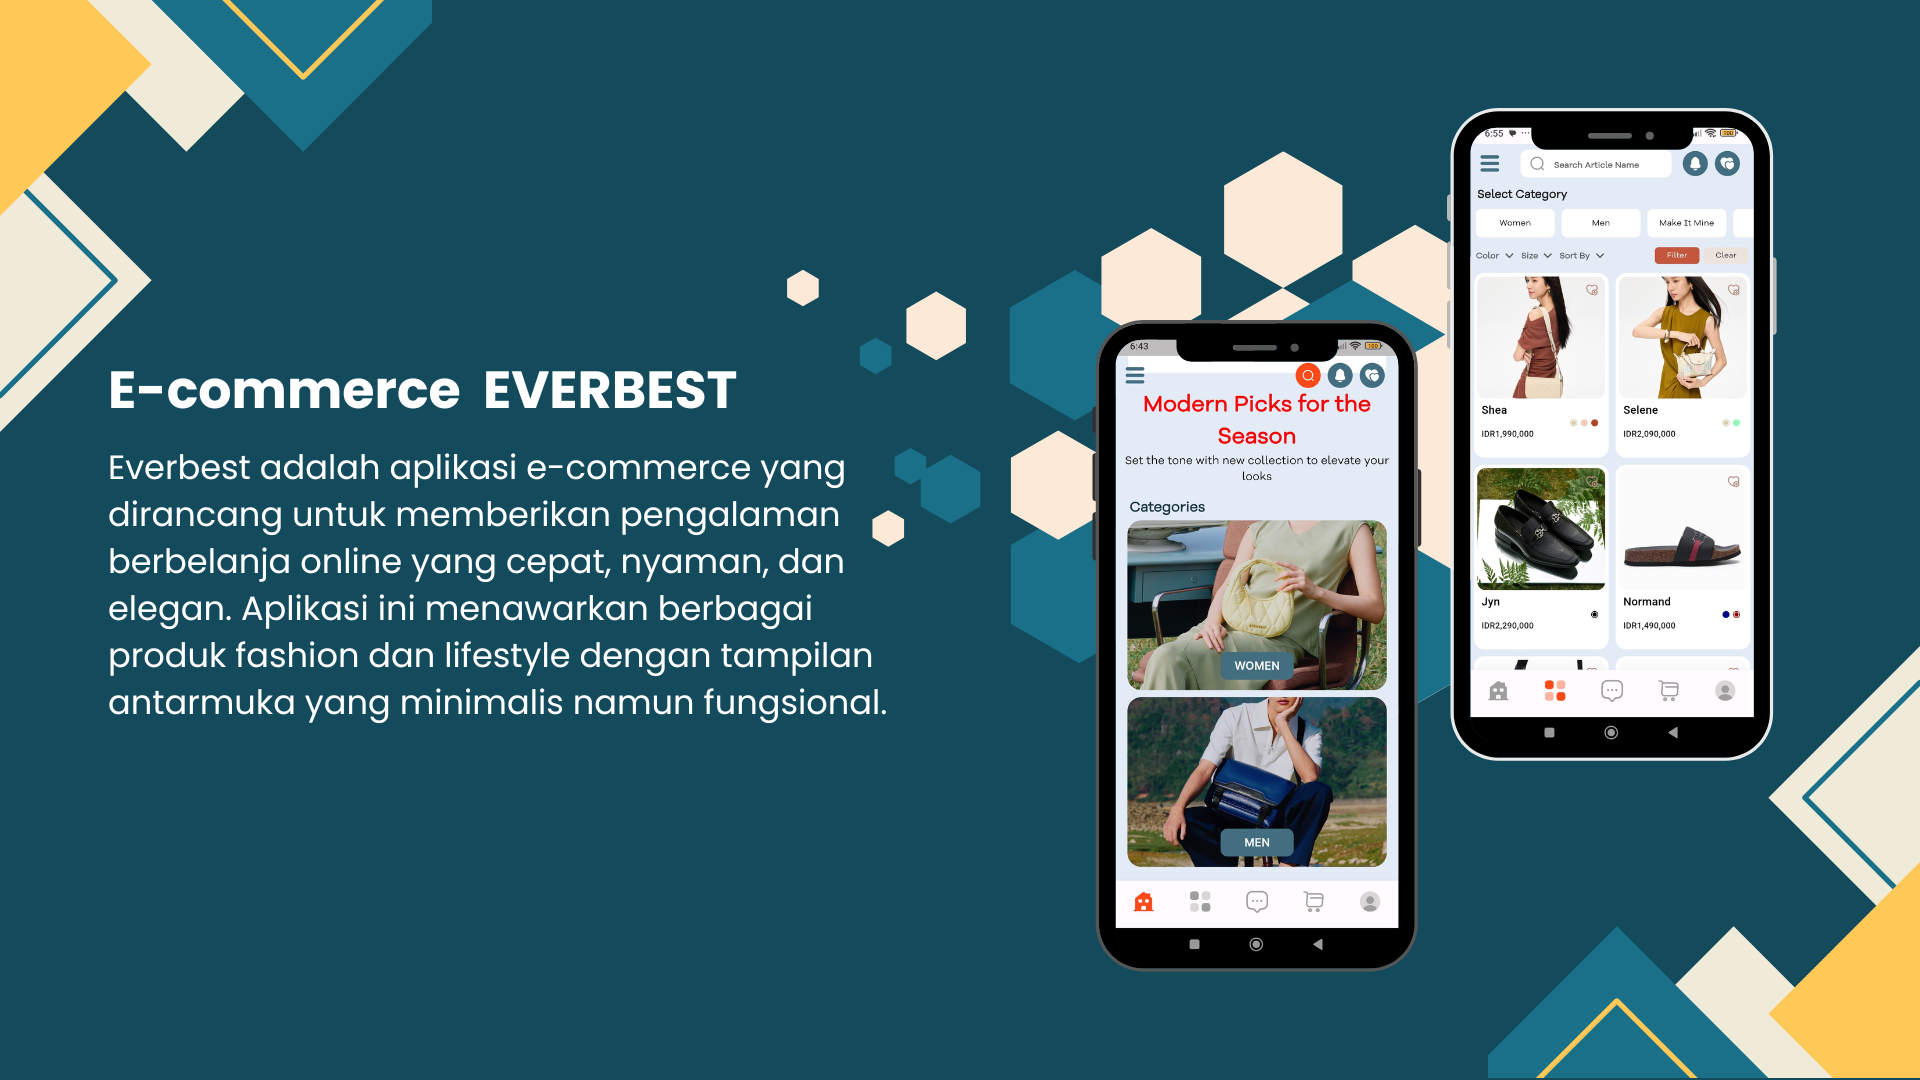 E-commerce EVERBEST
Everbest adalah aplikasi e-commerce yang
dirancang untuk memberikan pengalaman
berbelanja online yang cepat, nyaman, dan
elegan. Aplikasi ini menawarkan berbagai
produk fashion dan lifestyle dengan tampilan
antarmuka yang minimalis namun fungsional.
6:43
100
Modern Picks for the
Season
Set the tone with new collection to elevate your
looks
Categories
WOMEN
MEN
6:55
100
Search Article Name
Select Category
Women
Men
Make It Mine
Color
Size
Sort By
Filter
Clear
Shea
IDR1,990,000
Selene
IDR2,090,000
Jyn
IDR2,290,000
Normand
IDR1,490,000